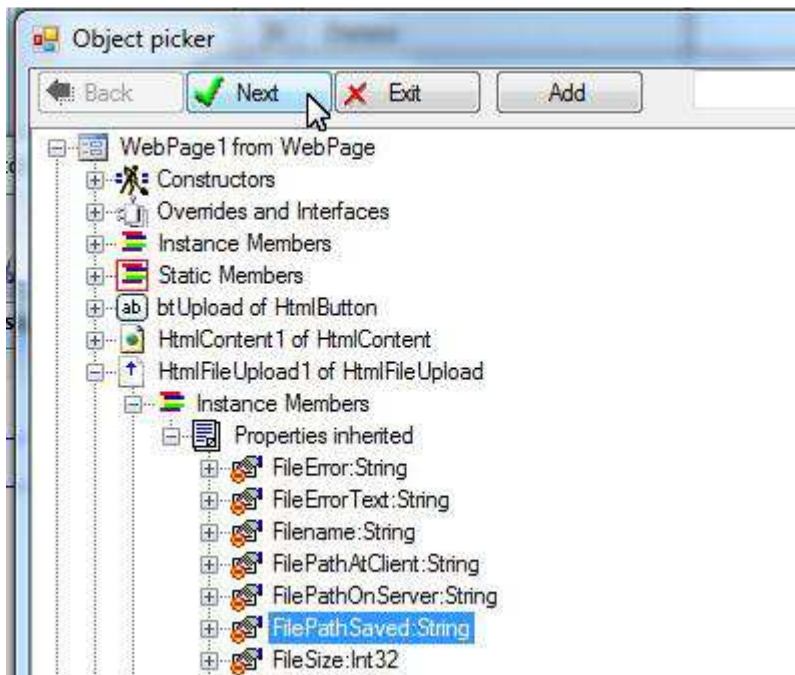 Object picker
Back Next Exit Add
WebPage1 from WebPage
Constructors
Overrides and Interfaces
Instance Members
Static Members
ab btUpload of HtmlButton
HtmlContent1 of HtmlContent
HtmlFileUpload1 of HtmlFileUpload
Instance Members
Properties inherited
FileError:String
FileErrorText:String
Filename:String
FilePathAtClient:String
FilePathOnServer:String
FilePathSaved:String
FileSize:Int32